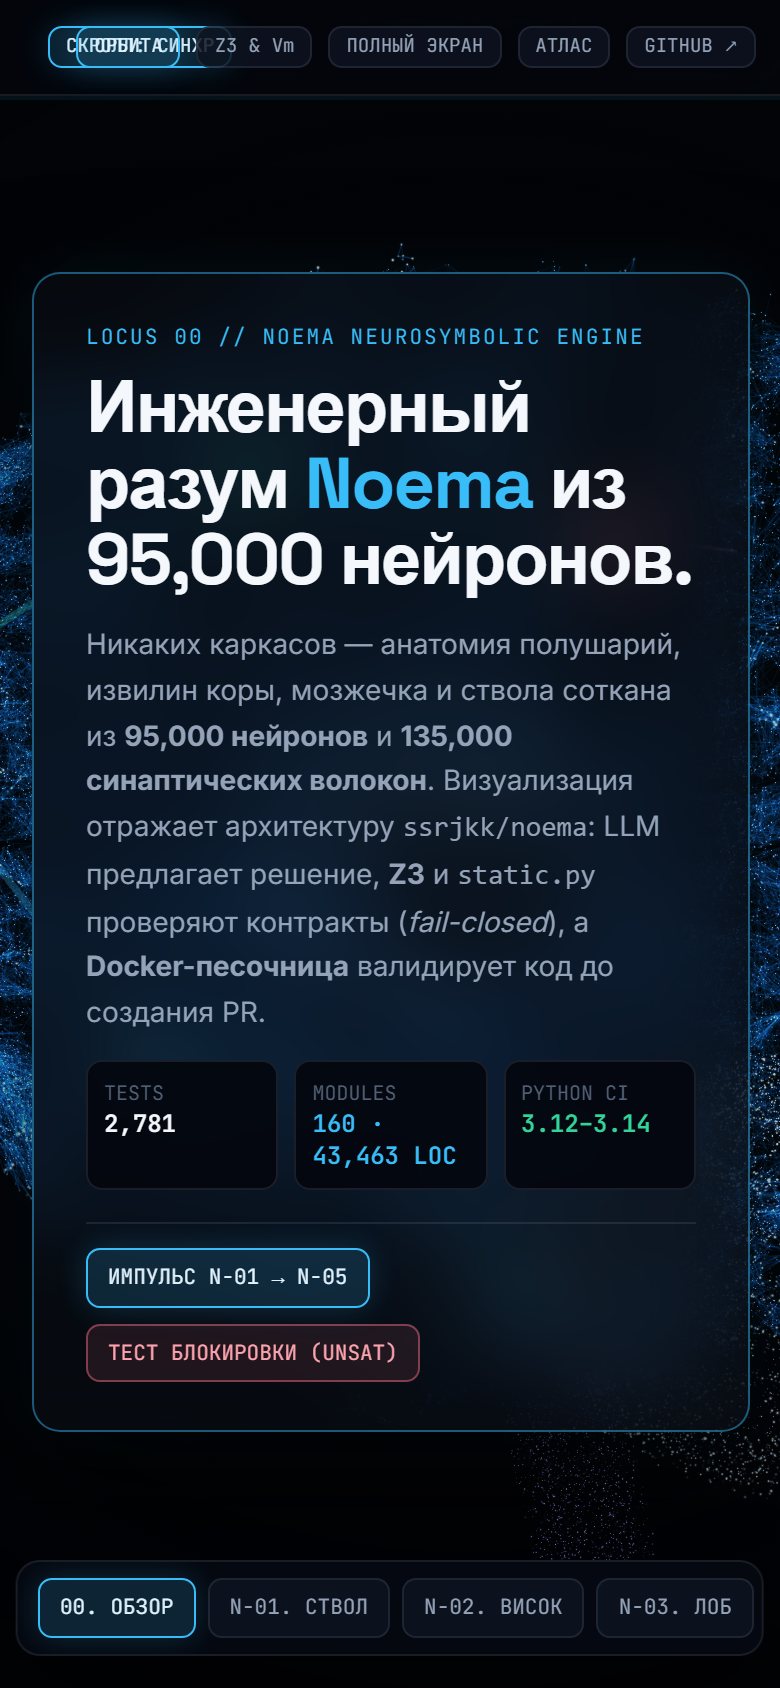 СКРОЛЛ: СИНХР
ОРБИТА
Z3 & Vm
ПОЛНЫЙ ЭКРАН
АТЛАС
GITHUB ↗
LOCUS 00 // NOEMA NEUROSYMBOLIC ENGINE
Инженерный
разум Noema из
95,000 нейронов.
Никаких каркасов — анатомия полушарий,
извилин коры, мозжечка и ствола соткана
из 95,000 нейронов и 135,000
синаптических волокон. Визуализация
отражает архитектуру ssrjkk/noema: LLM
предлагает решение, Z3 и static.py
проверяют контракты (fail-closed), а
Docker-песочница валидирует код до
создания PR.
TESTS
2,781
MODULES
160 ·
43,463 LOC
PYTHON CI
3.12–3.14
ИМПУЛЬС N-01 → N-05
ТЕСТ БЛОКИРОВКИ (UNSAT)
00. ОБЗОР
N-01. СТВОЛ
N-02. ВИСОК
N-03. ЛОБ